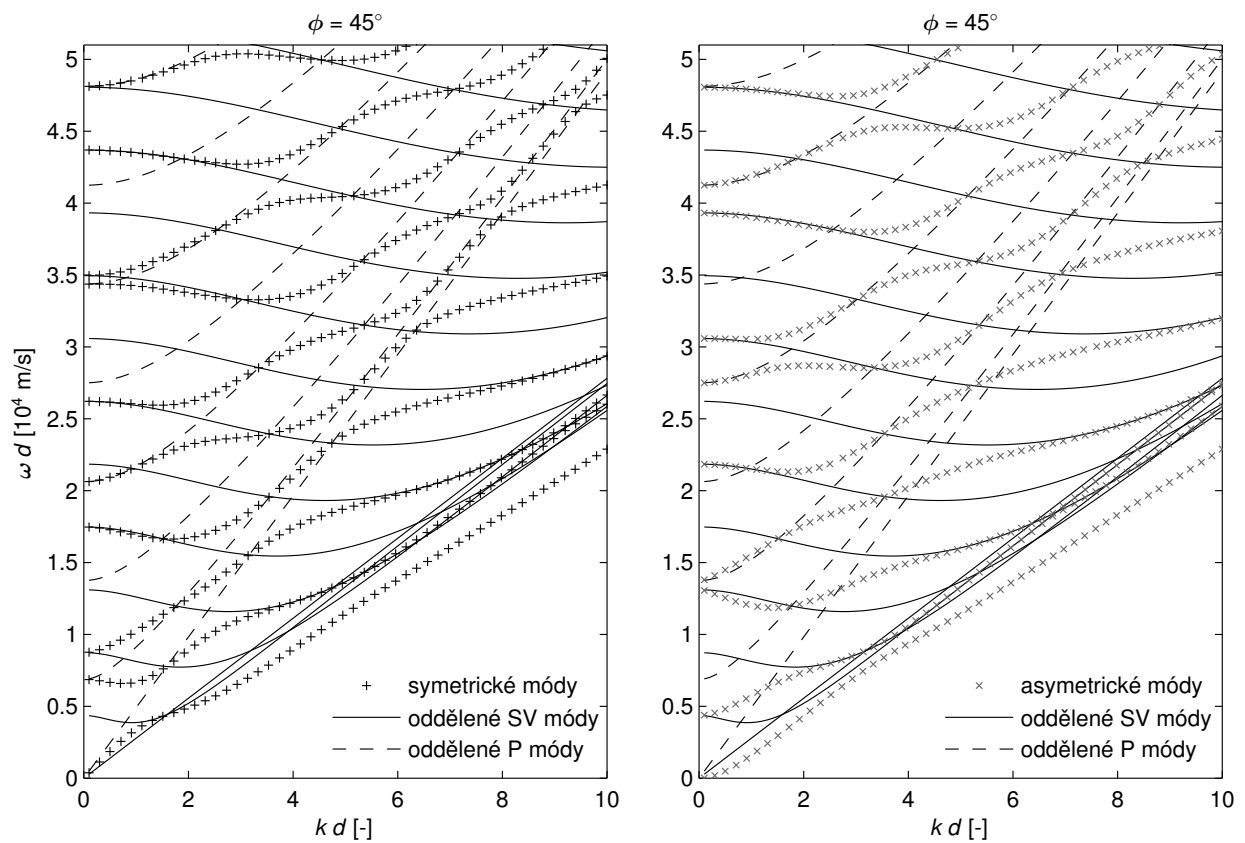 ϕ = 45°
5
4.5
4
3.5
3
2.5
2
1.5
1
0.5
0
ω d [10⁴ m/s]
0 2 4 6 8 10
k d [-]
symetrické módy
oddělené SV módy
oddělené P módy
ϕ = 45°
5
4.5
4
3.5
3
2.5
2
1.5
1
0.5
0
0 2 4 6 8 10
k d [-]
asymetrické módy
oddělené SV módy
oddělené P módy